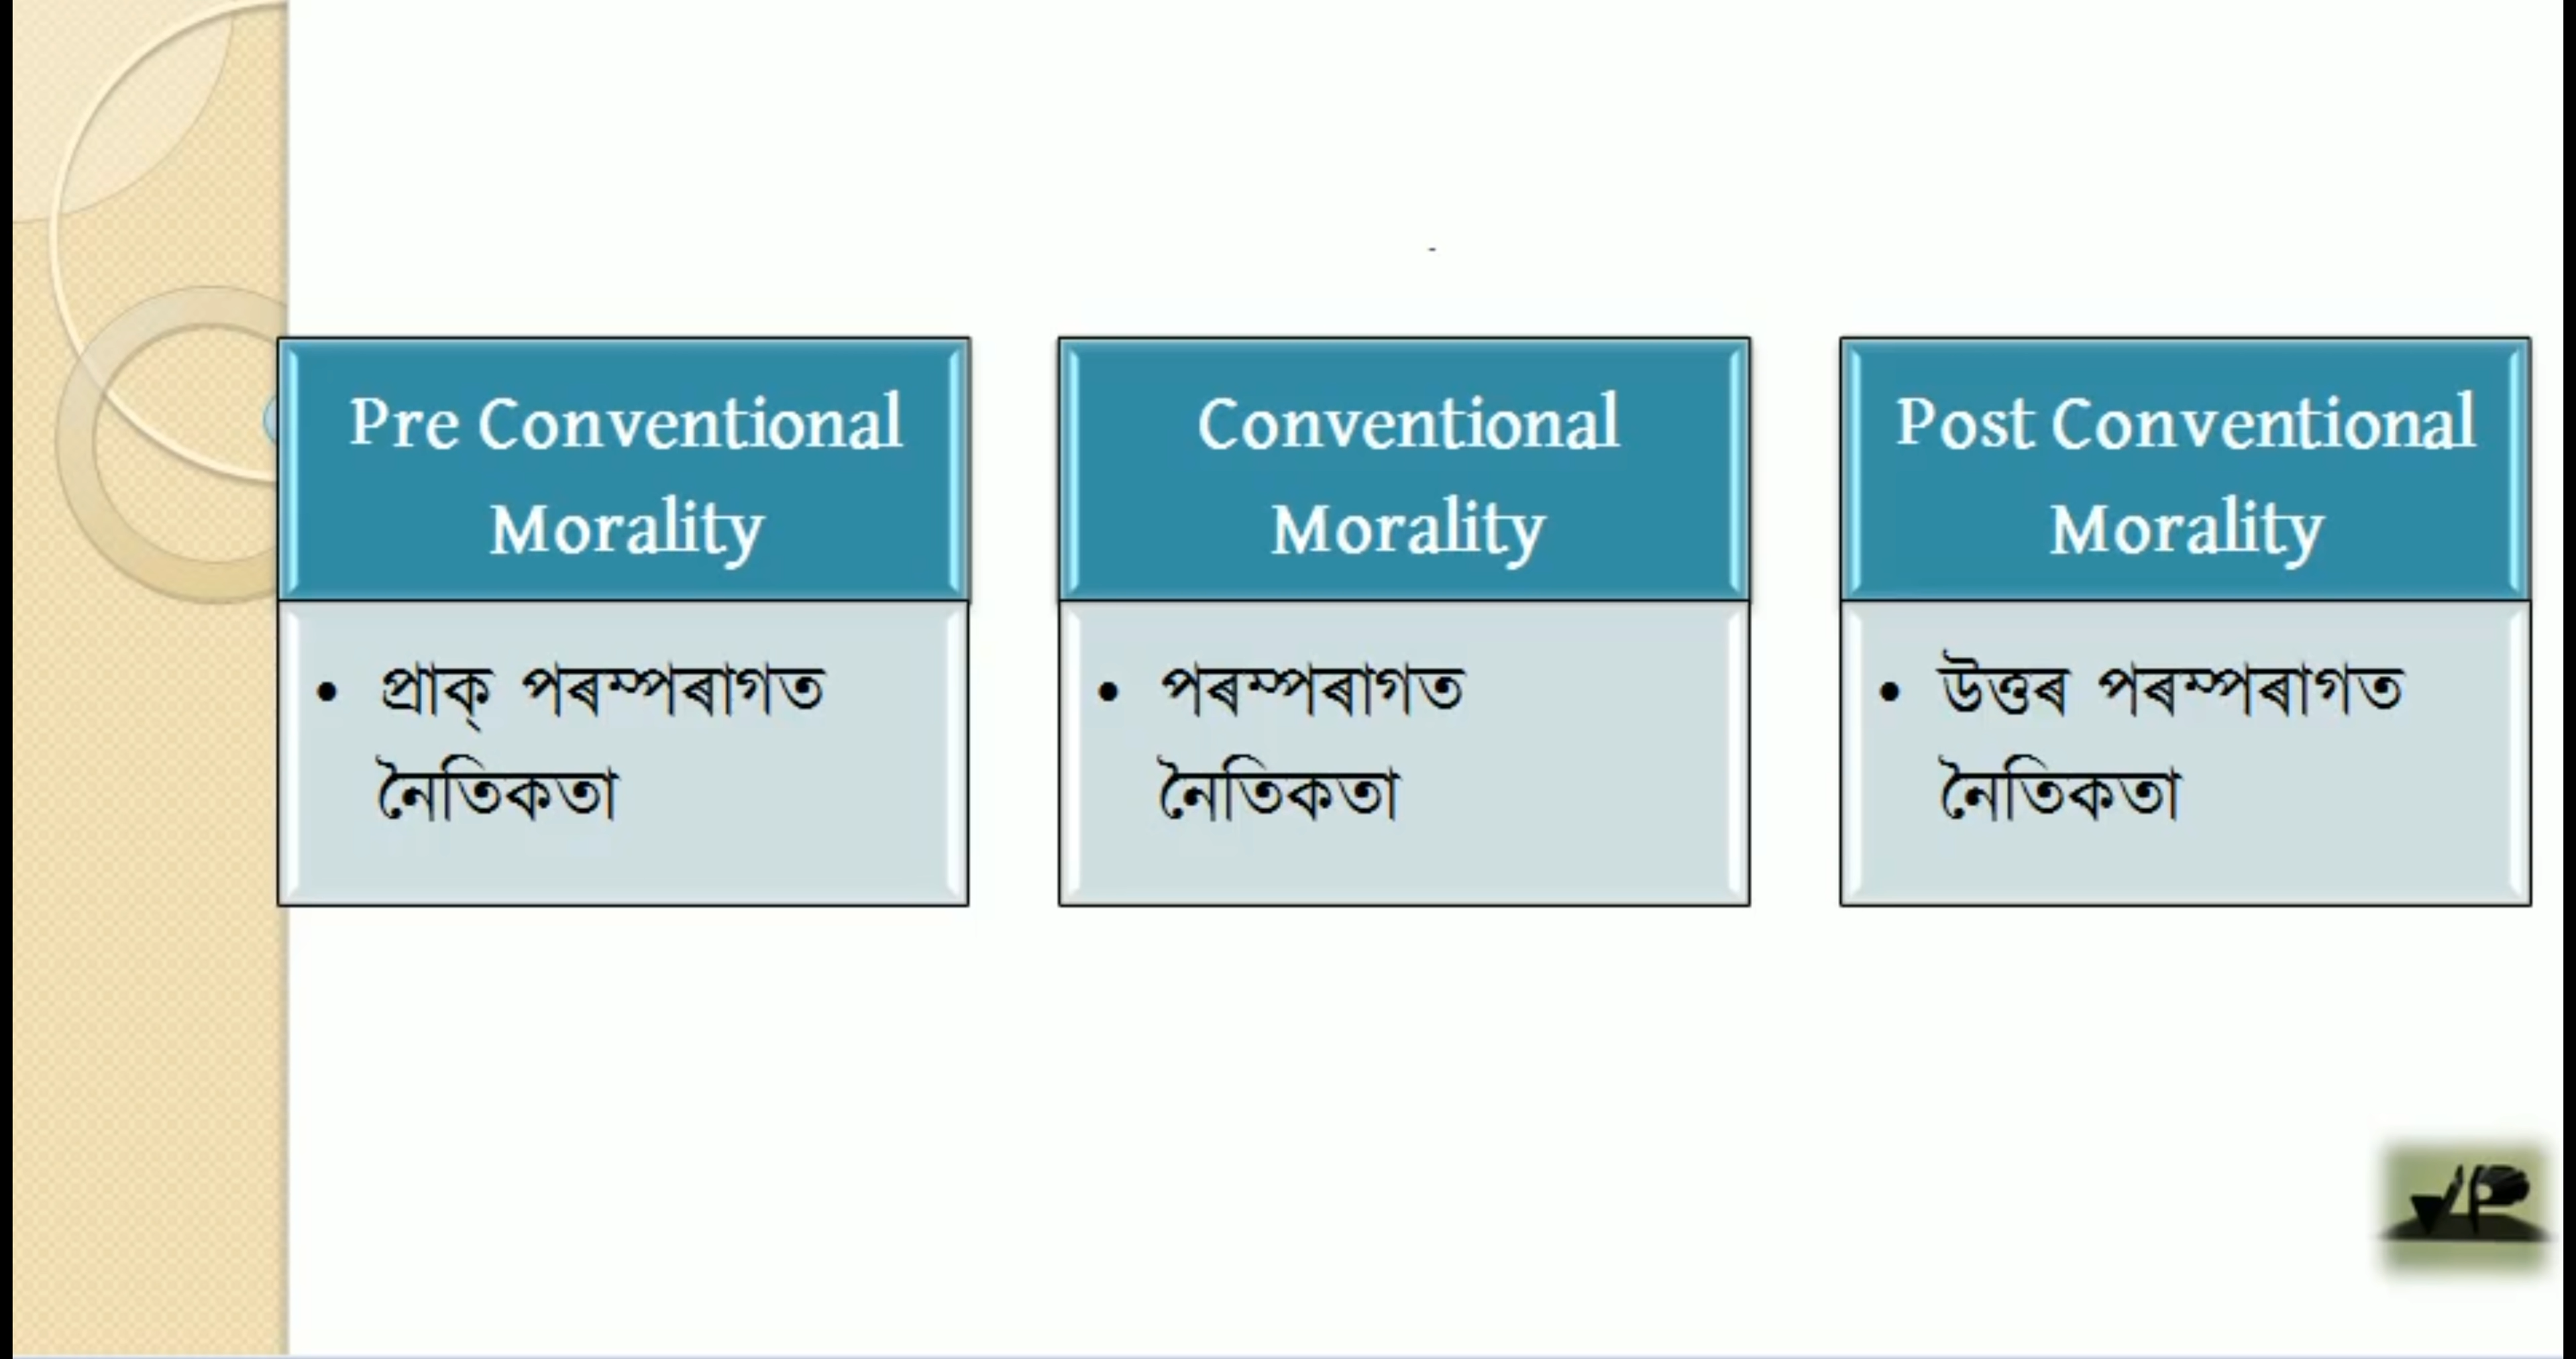 Pre Conventional
Morality
• প্ৰাক্ পৰম্পৰাগত
নৈতিকতা
Conventional
Morality
• পৰম্পৰাগত
নৈতিকতা
Post Conventional
Morality
• উত্তৰ পৰম্পৰাগত
নৈতিকতা